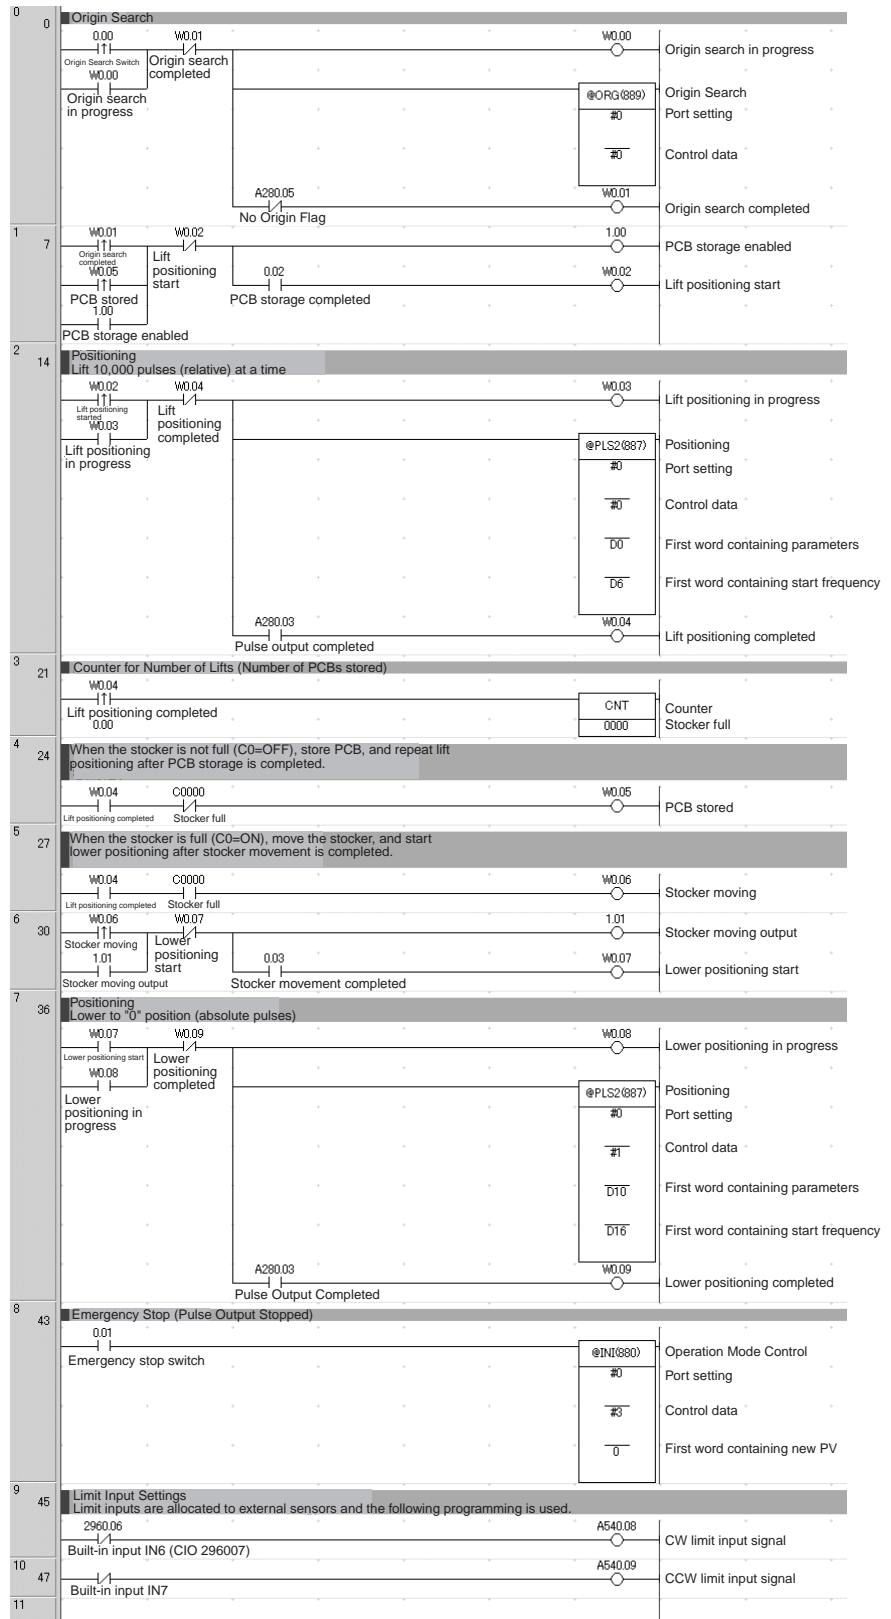 0
0
Origin Search
0.00
W0.01
W0.00
Origin search in progress
Origin Search Switch
Origin search
completed
W0.00
Origin search
in progress
@ORG(889)
Origin Search
#0
Port setting
#0
Control data
A280.05
W0.01
No Origin Flag
Origin search completed
1
7
W0.01
W0.02
1.00
PCB storage enabled
Origin search
completed
Lift
positioning
start
W0.05
0.02
W0.02
PCB stored
PCB storage completed
Lift positioning start
1.00
PCB storage enabled
2
14
Positioning
Lift 10,000 pulses (relative) at a time
W0.02
W0.04
W0.03
Lift positioning in progress
Lift positioning
started
Lift
positioning
completed
W0.03
Lift positioning
in progress
@PLS2(887)
Positioning
#0
Port setting
#0
Control data
D0
First word containing parameters
D6
First word containing start frequency
A280.03
W0.04
Pulse output completed
Lift positioning completed
3
21
Counter for Number of Lifts (Number of PCBs stored)
W0.04
Lift positioning completed
0.00
CNT
Counter
0000
Stocker full
4
24
When the stocker is not full (C0=OFF), store PCB, and repeat lift
positioning after PCB storage is completed.
W0.04
C0000
W0.05
PCB stored
Lift positioning completed
Stocker full
5
27
When the stocker is full (C0=ON), move the stocker, and start
lower positioning after stocker movement is completed.
W0.04
C0000
W0.06
Stocker moving
Lift positioning completed
Stocker full
6
30
W0.06
W0.07
1.01
Stocker moving output
Stocker moving
Lower
positioning
start
1.01
0.03
W0.07
Lower positioning start
Stocker moving output
Stocker movement completed
7
36
Positioning
Lower to "0" position (absolute pulses)
W0.07
W0.09
W0.08
Lower positioning in progress
Lower positioning start
Lower
positioning
completed
W0.08
Lower
positioning in
progress
@PLS2(887)
Positioning
#0
Port setting
#1
Control data
D10
First word containing parameters
D16
First word containing start frequency
A280.03
W0.09
Pulse Output Completed
Lower positioning completed
8
43
Emergency Stop (Pulse Output Stopped)
0.01
Emergency stop switch
@INI(880)
Operation Mode Control
#0
Port setting
#3
Control data
0
First word containing new PV
9
45
Limit Input Settings
Limit inputs are allocated to external sensors and the following programming is used.
2960.06
A540.08
Built-in input IN6 (CIO 296007)
CW limit input signal
10
47
A540.09
Built-in input IN7
CCW limit input signal
11